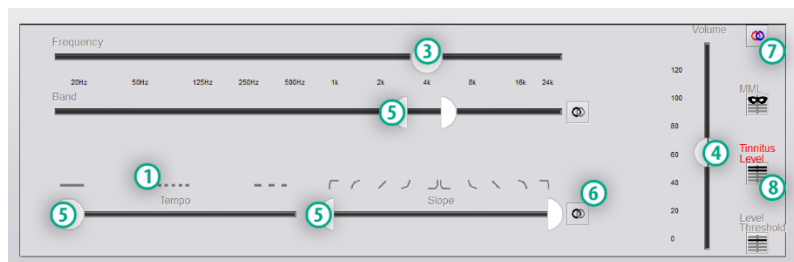 Frequency
3
20Hz 50Hz 125Hz 250Hz 500Hz 1k 2k 4k 8k 16k 24k
Band
5
1
Tempo
5
5
Slope
6
Volume
120
100
80
60
40
20
0
4
7
MML
Tinnitus
Level
8
Level
Threshold